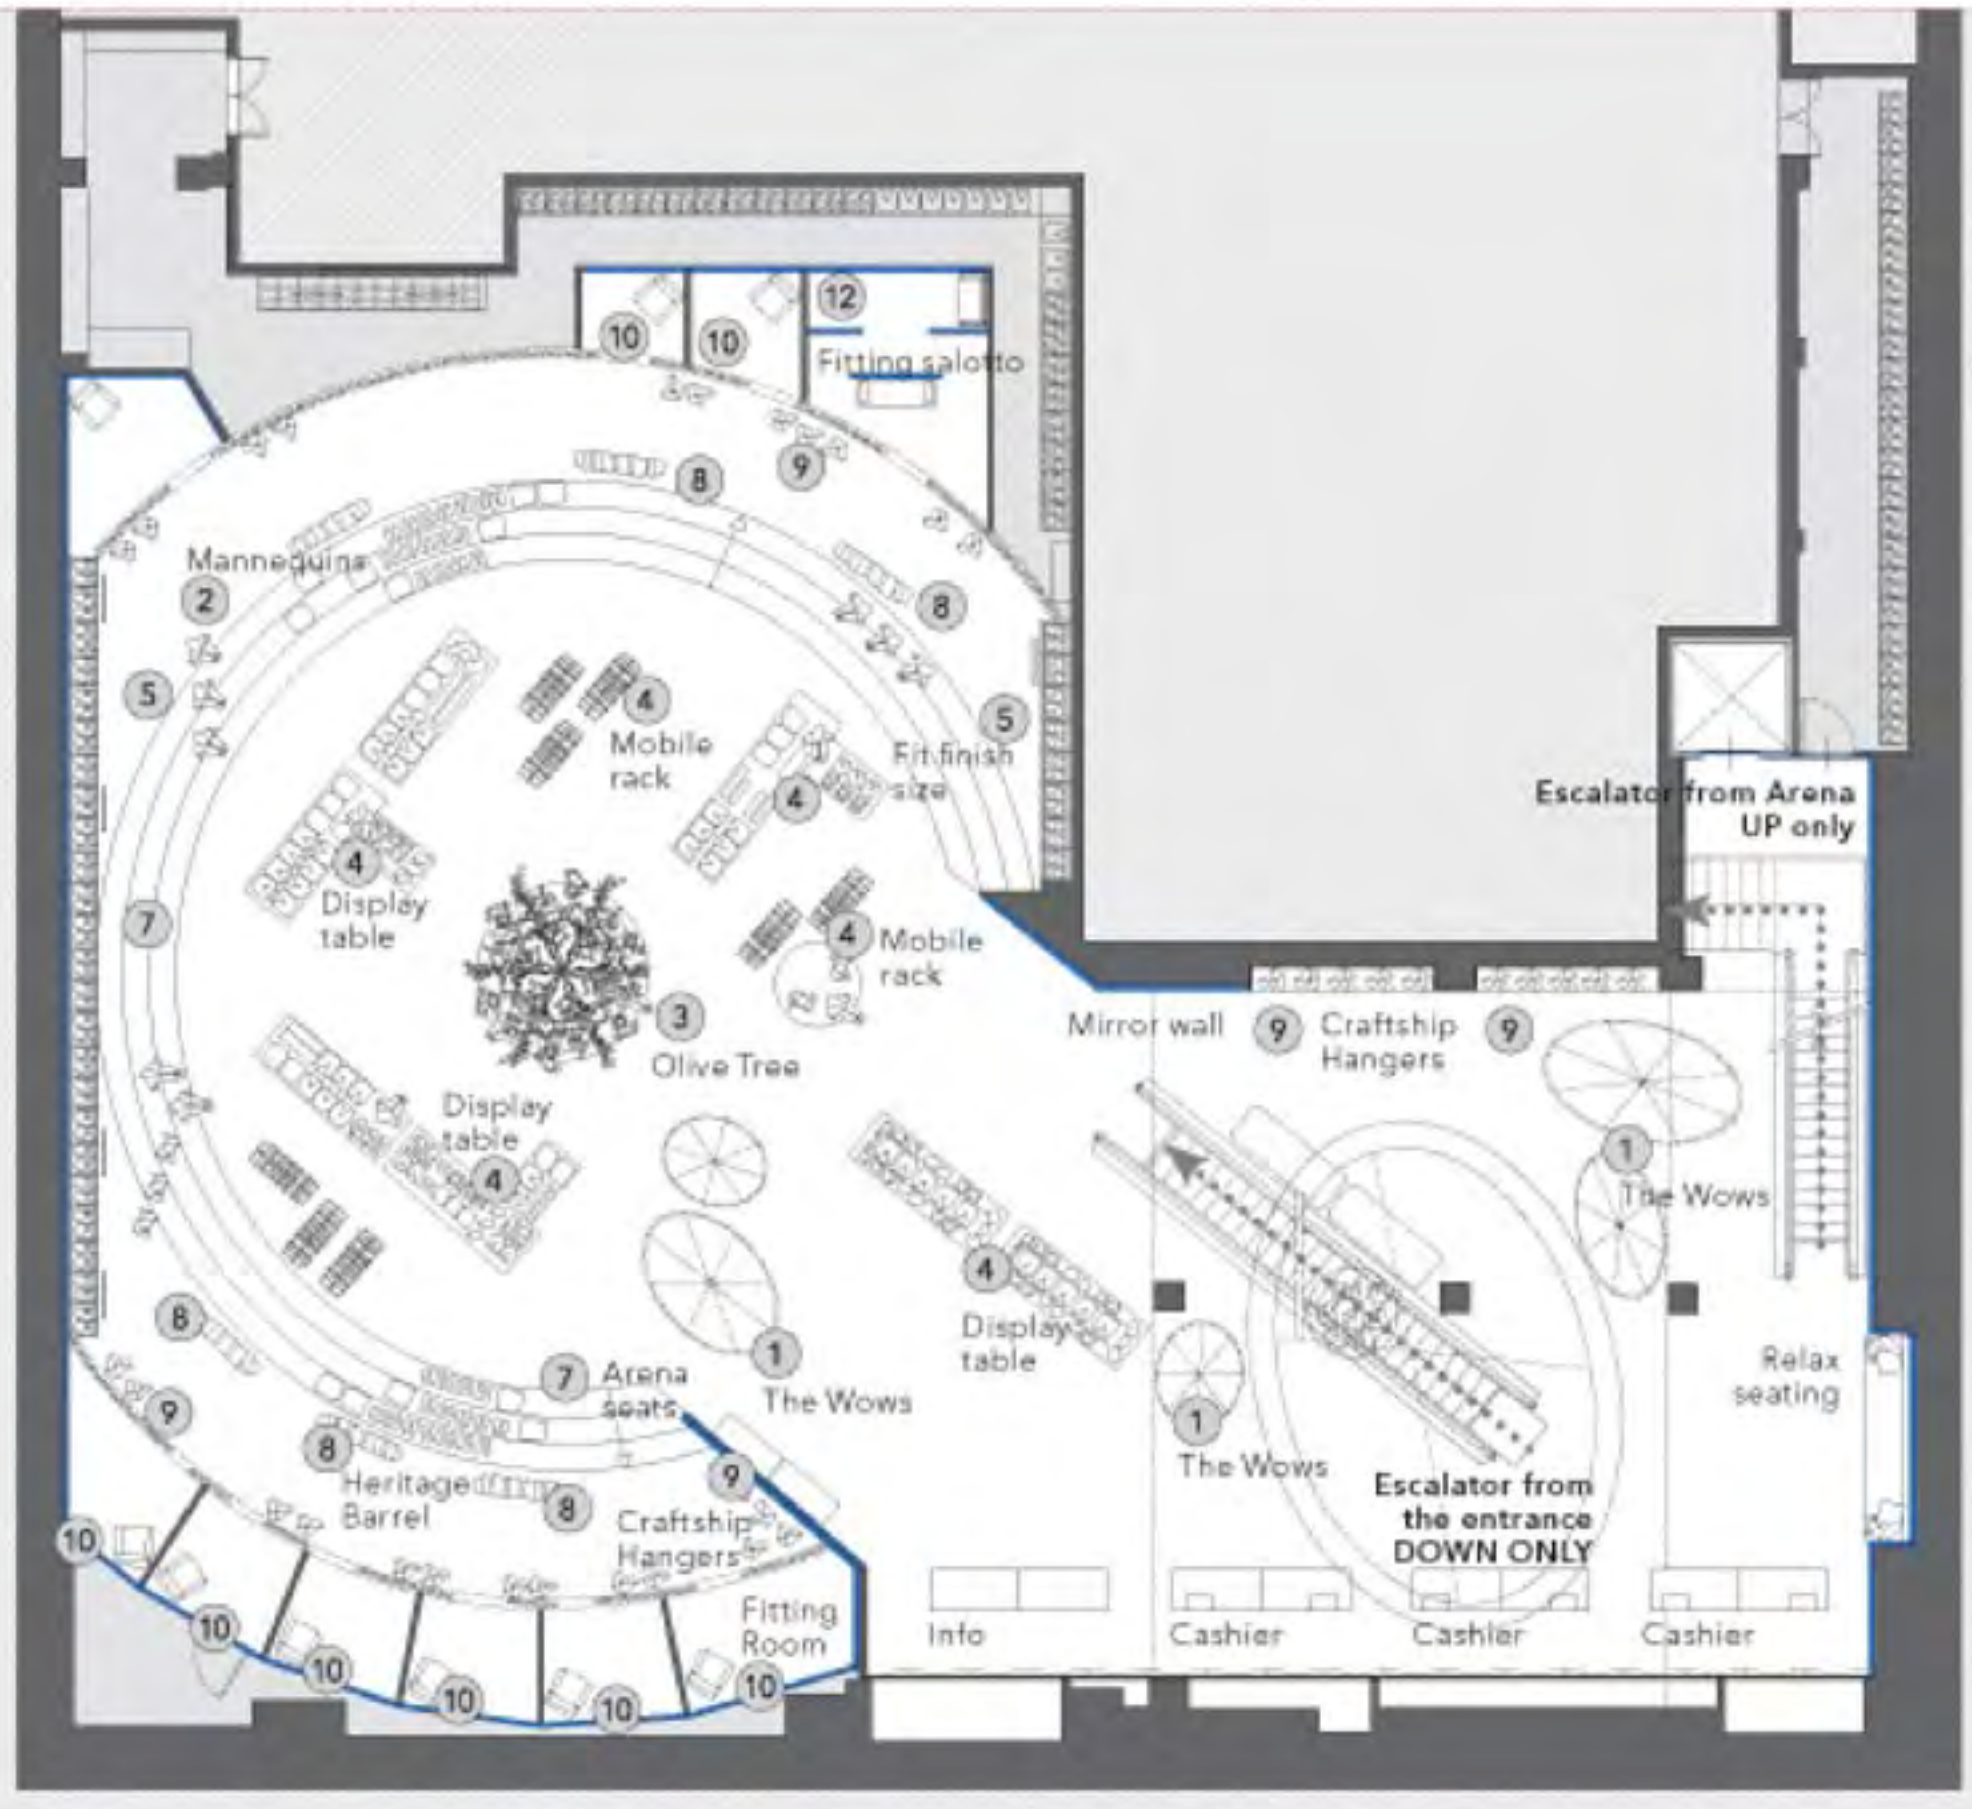 12
10
10
Fitting salotto
9
8
Mannequins
2
8
5
4
5
Mobile
rack
Fit finish
size
4
Escalator from Arena
UP only
4
Display
table
7
4
Mobile
rack
3
Olive Tree
Mirror wall
9
Craftship
Hangers
9
Display
table
4
1
The Wows
4
Display
table
8
1
The Wows
Relax
seating
7
Arena
seats
9
1
The Wows
8
Heritage
Barrel
8
9
Craftship
Hangers
Escalator from
the entrance
DOWN ONLY
10
10
10
10
10
10
Fitting
Room
Info
Cashier
Cashier
Cashier